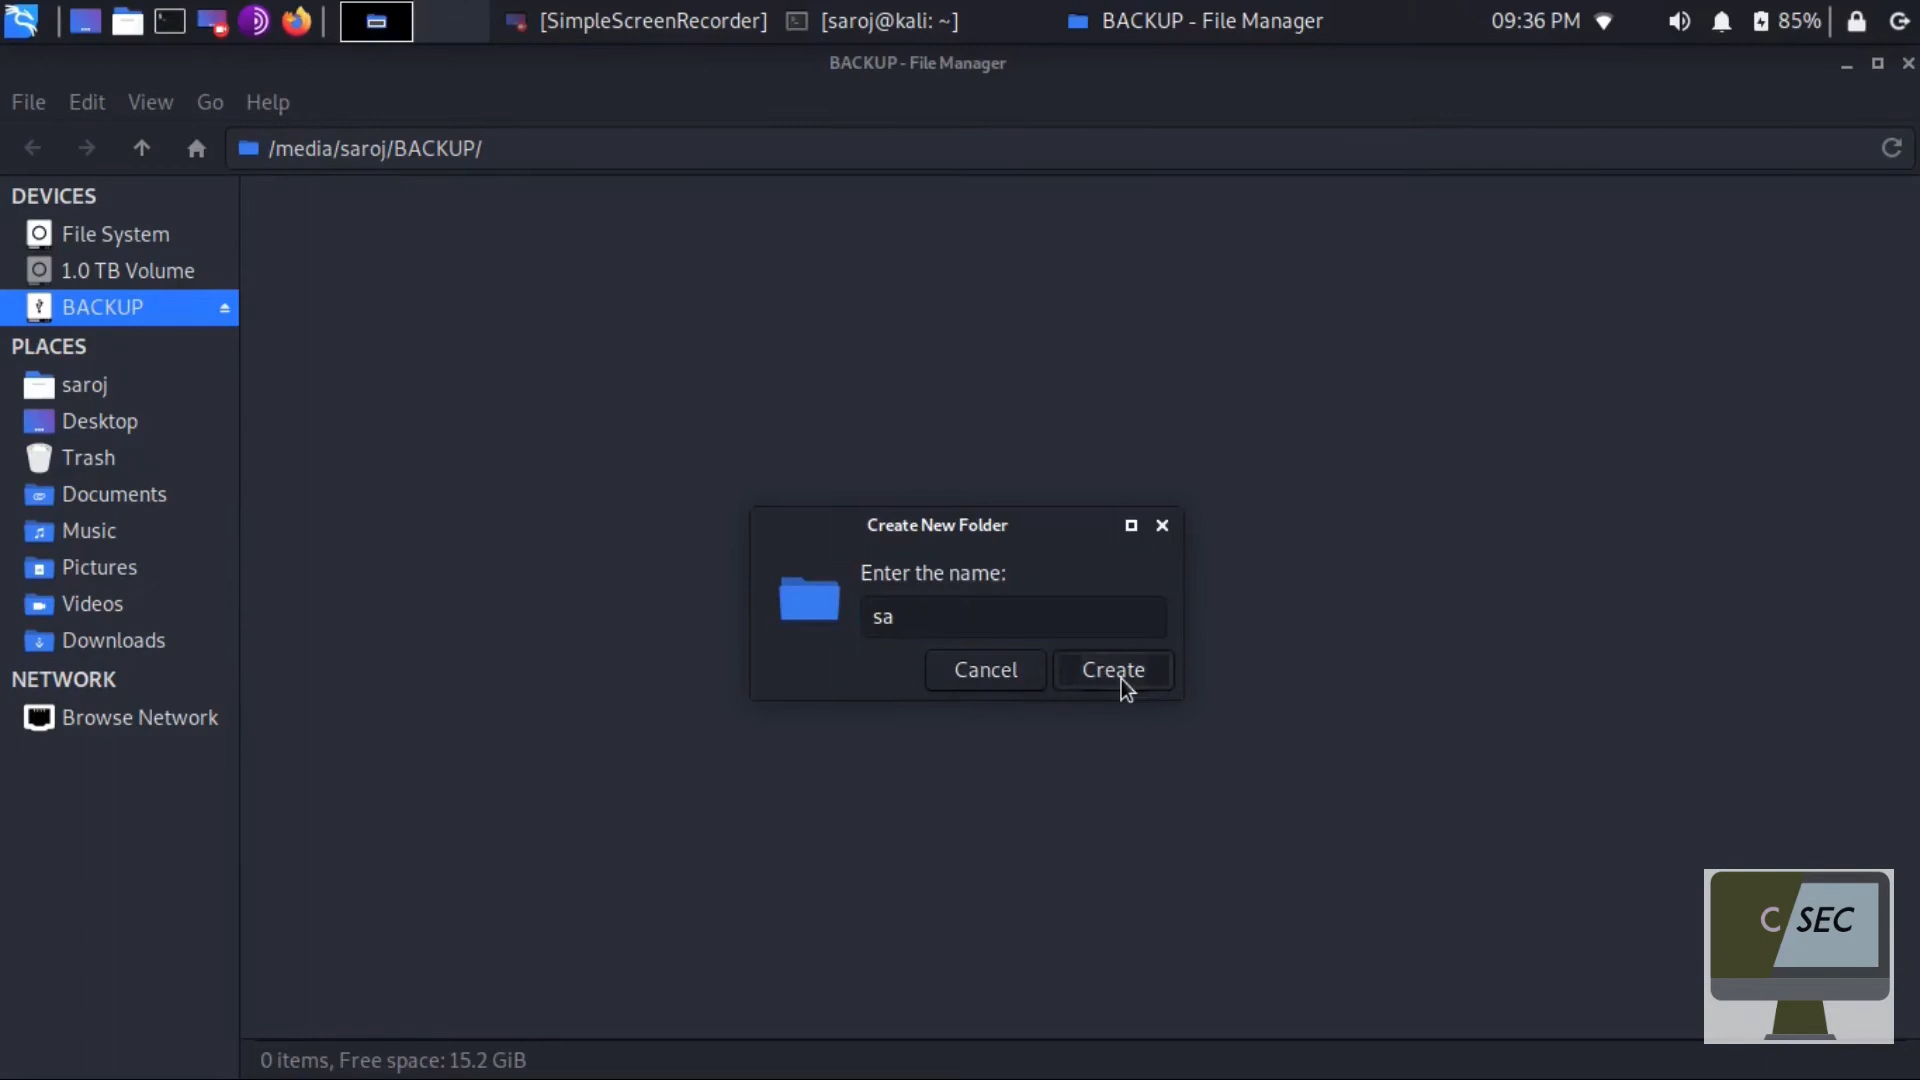 [SimpleScreenRecorder] [saroj@kali: ~] BACKUP - File Manager 09:36 PM 85%
BACKUP - File Manager
File Edit View Go Help
/media/saroj/BACKUP/
DEVICES
File System
1.0 TB Volume
BACKUP
PLACES
saroj
Desktop
Trash
Documents
Music
Pictures
Videos
Downloads
NETWORK
Browse Network
Create New Folder
Enter the name:
sa
Cancel Create
C SEC
0 items, Free space: 15.2 GiB